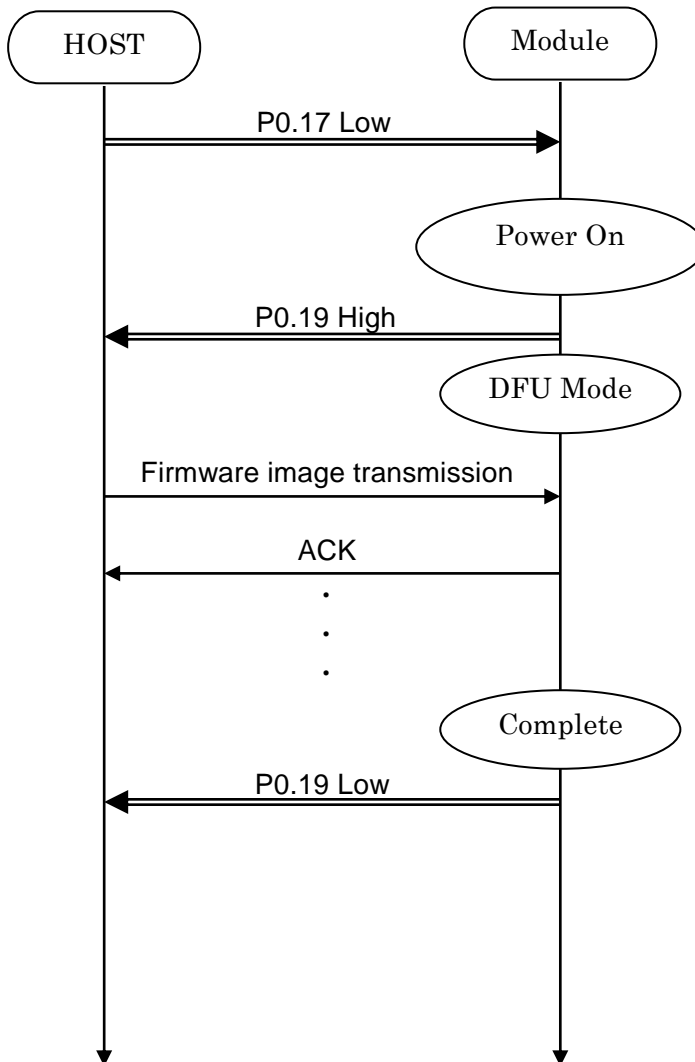 HOST
Module
P0.17 Low
Power On
P0.19 High
DFU Mode
Firmware image transmission
ACK
.
.
.
Complete
P0.19 Low